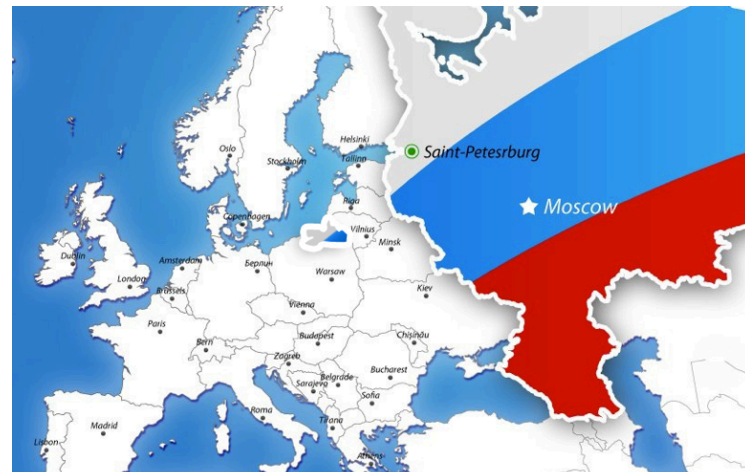 Helsinki
Oslo
Tallinn
Saint-Petesrburg
Stockholm
Riga
Moscow
Copenhagen
Vilnius
Minsk
Dublin
Amsterdam
Берлин
London
Warsaw
Brussels
Kiev
Vienna
Paris
Chișinău
Budapest
Bern
Zagreb
Belgrade
Bucharest
Sarajevo
Sofia
Roma
Tirana
Madrid
Lisbon
Athens